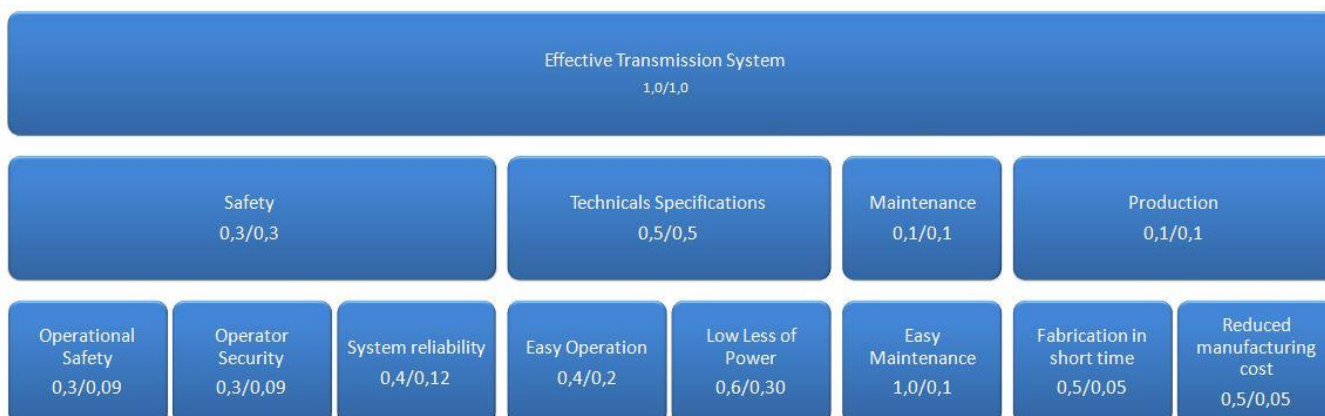 Effective Transmission System
1,0/1,0
Safety
0,3/0,3
Technicals Specifications
0,5/0,5
Maintenance
0,1/0,1
Production
0,1/0,1
Operational
Safety
0,3/0,09
Operator
Security
0,3/0,09
System reliability
0,4/0,12
Easy Operation
0,4/0,2
Low Less of
Power
0,6/0,30
Easy
Maintenance
1,0/0,1
Fabrication in
short time
0,5/0,05
Reduced
manufacturing
cost
0,5/0,05